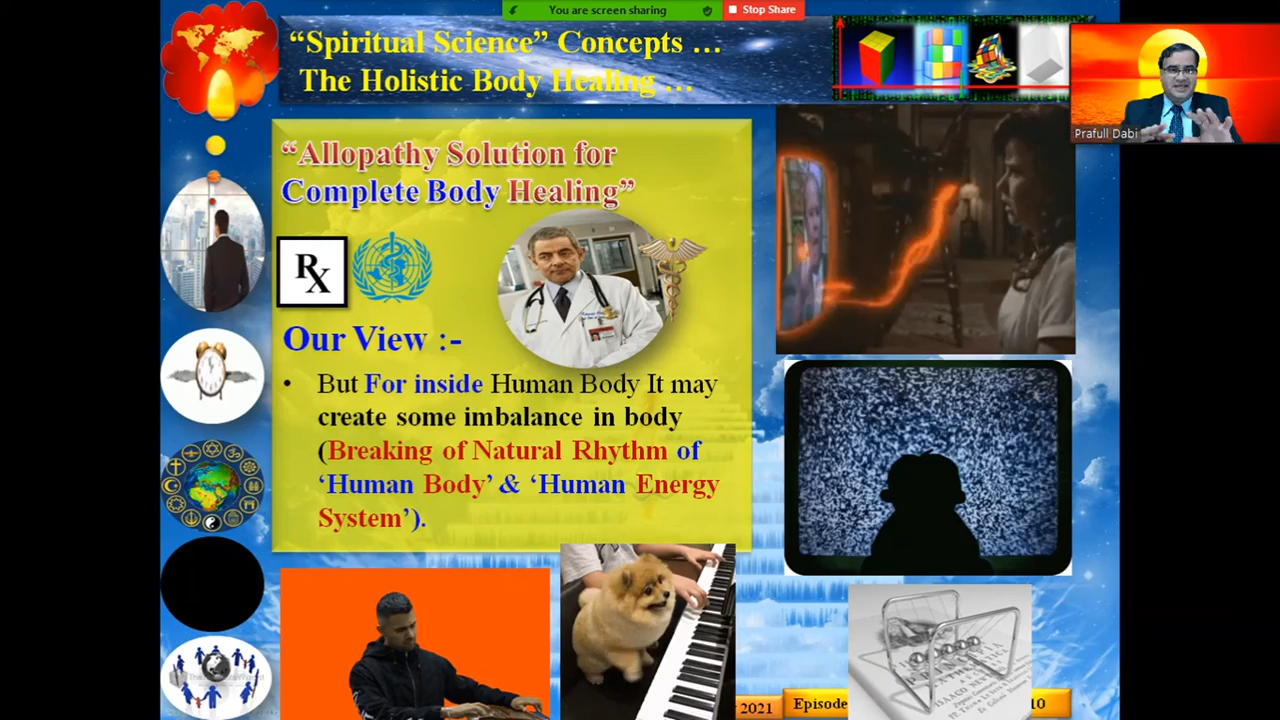 You are screen sharing
Stop Share
“Spiritual Science” Concepts …
The Holistic Body Healing …
Prafull Dabi
“Allopathy Solution for
Complete Body Healing”
Rx
Our View :-
• But For inside Human Body It may
create some imbalance in body
(Breaking of Natural Rhythm of
‘Human Body’ & ‘Human Energy
System’).
2021
Episode
10